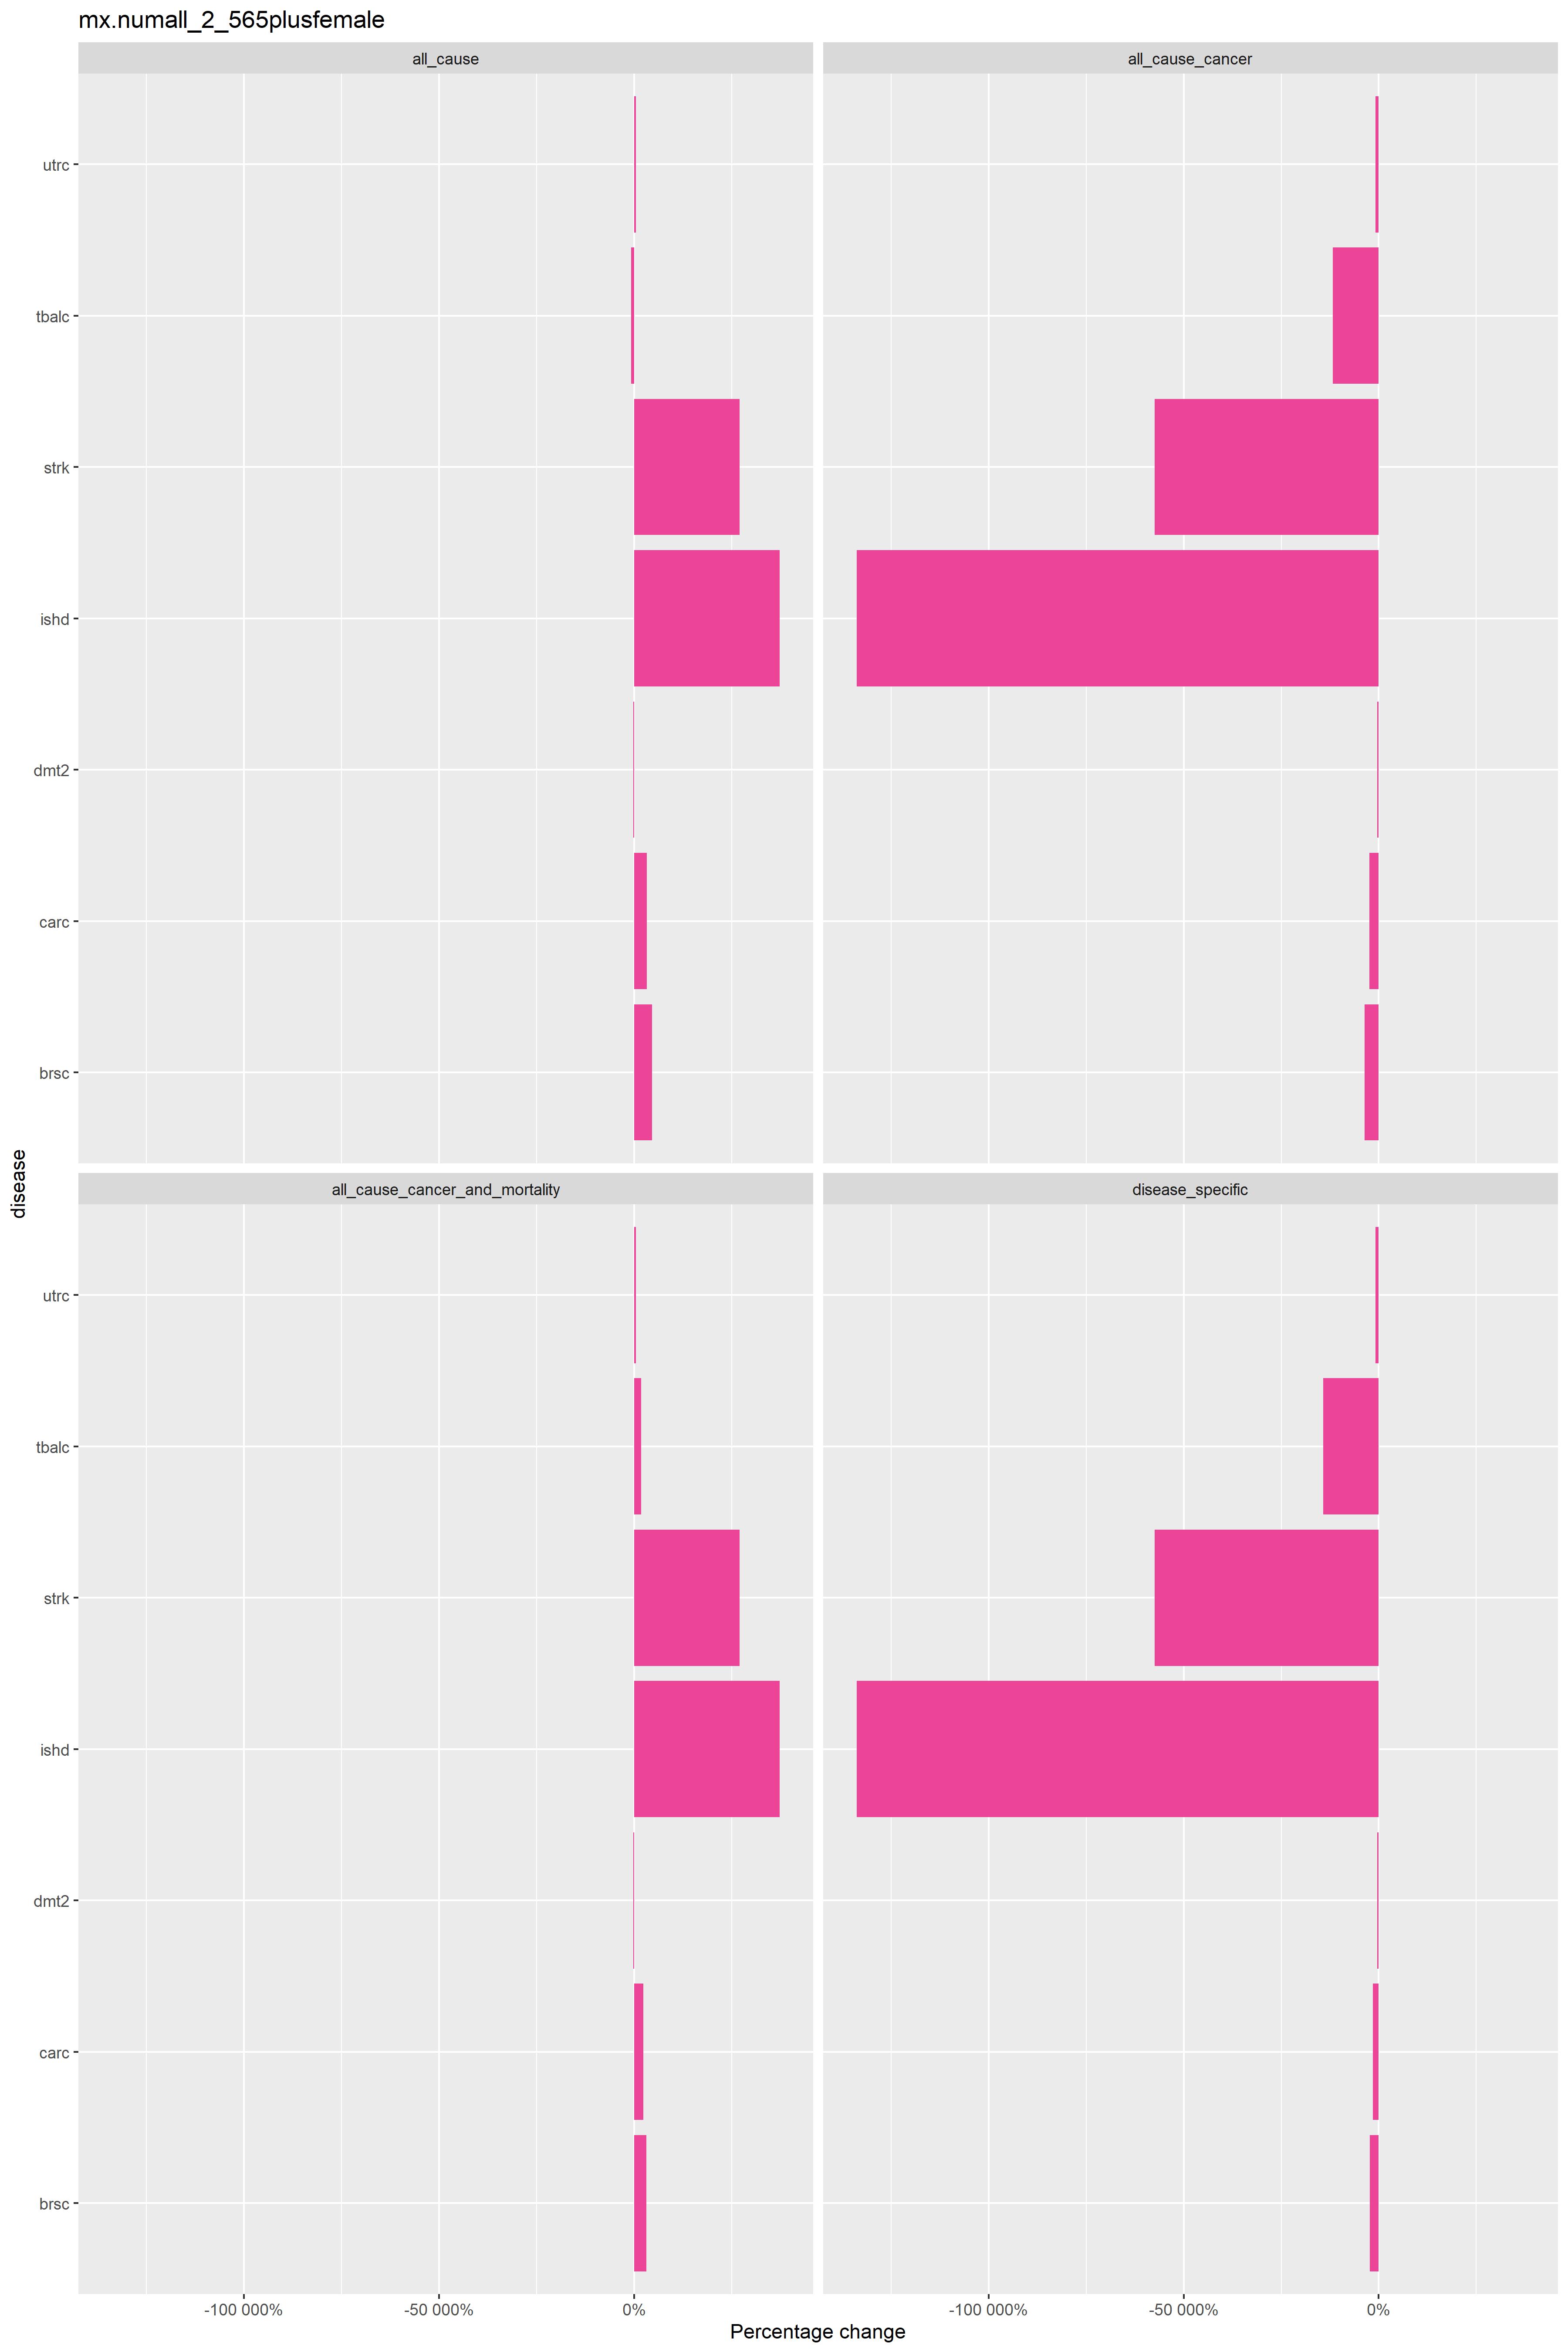 mx.numall_2_565plusfemale
all_cause
all_cause_cancer
utrc
tbalc
strk
ishd
dmt2
carc
brsc
disease
all_cause_cancer_and_mortality
disease_specific
utrc
tbalc
strk
ishd
dmt2
carc
brsc
-100 000%
-50 000%
0%
-100 000%
-50 000%
0%
Percentage change